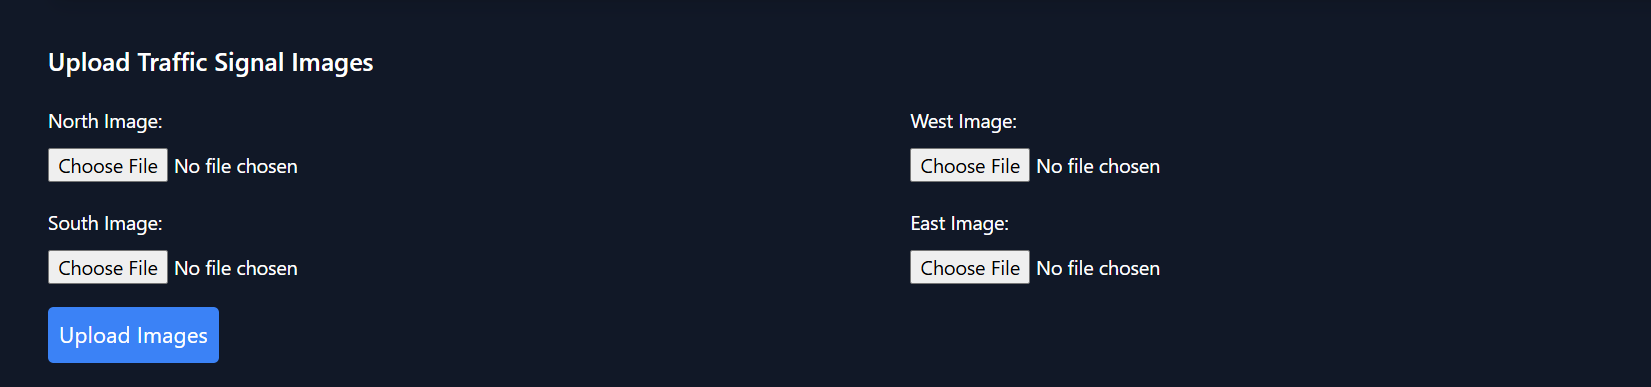 Upload Traffic Signal Images
North Image:
West Image:
Choose File No file chosen
Choose File No file chosen
South Image:
East Image:
Choose File No file chosen
Choose File No file chosen
Upload Images